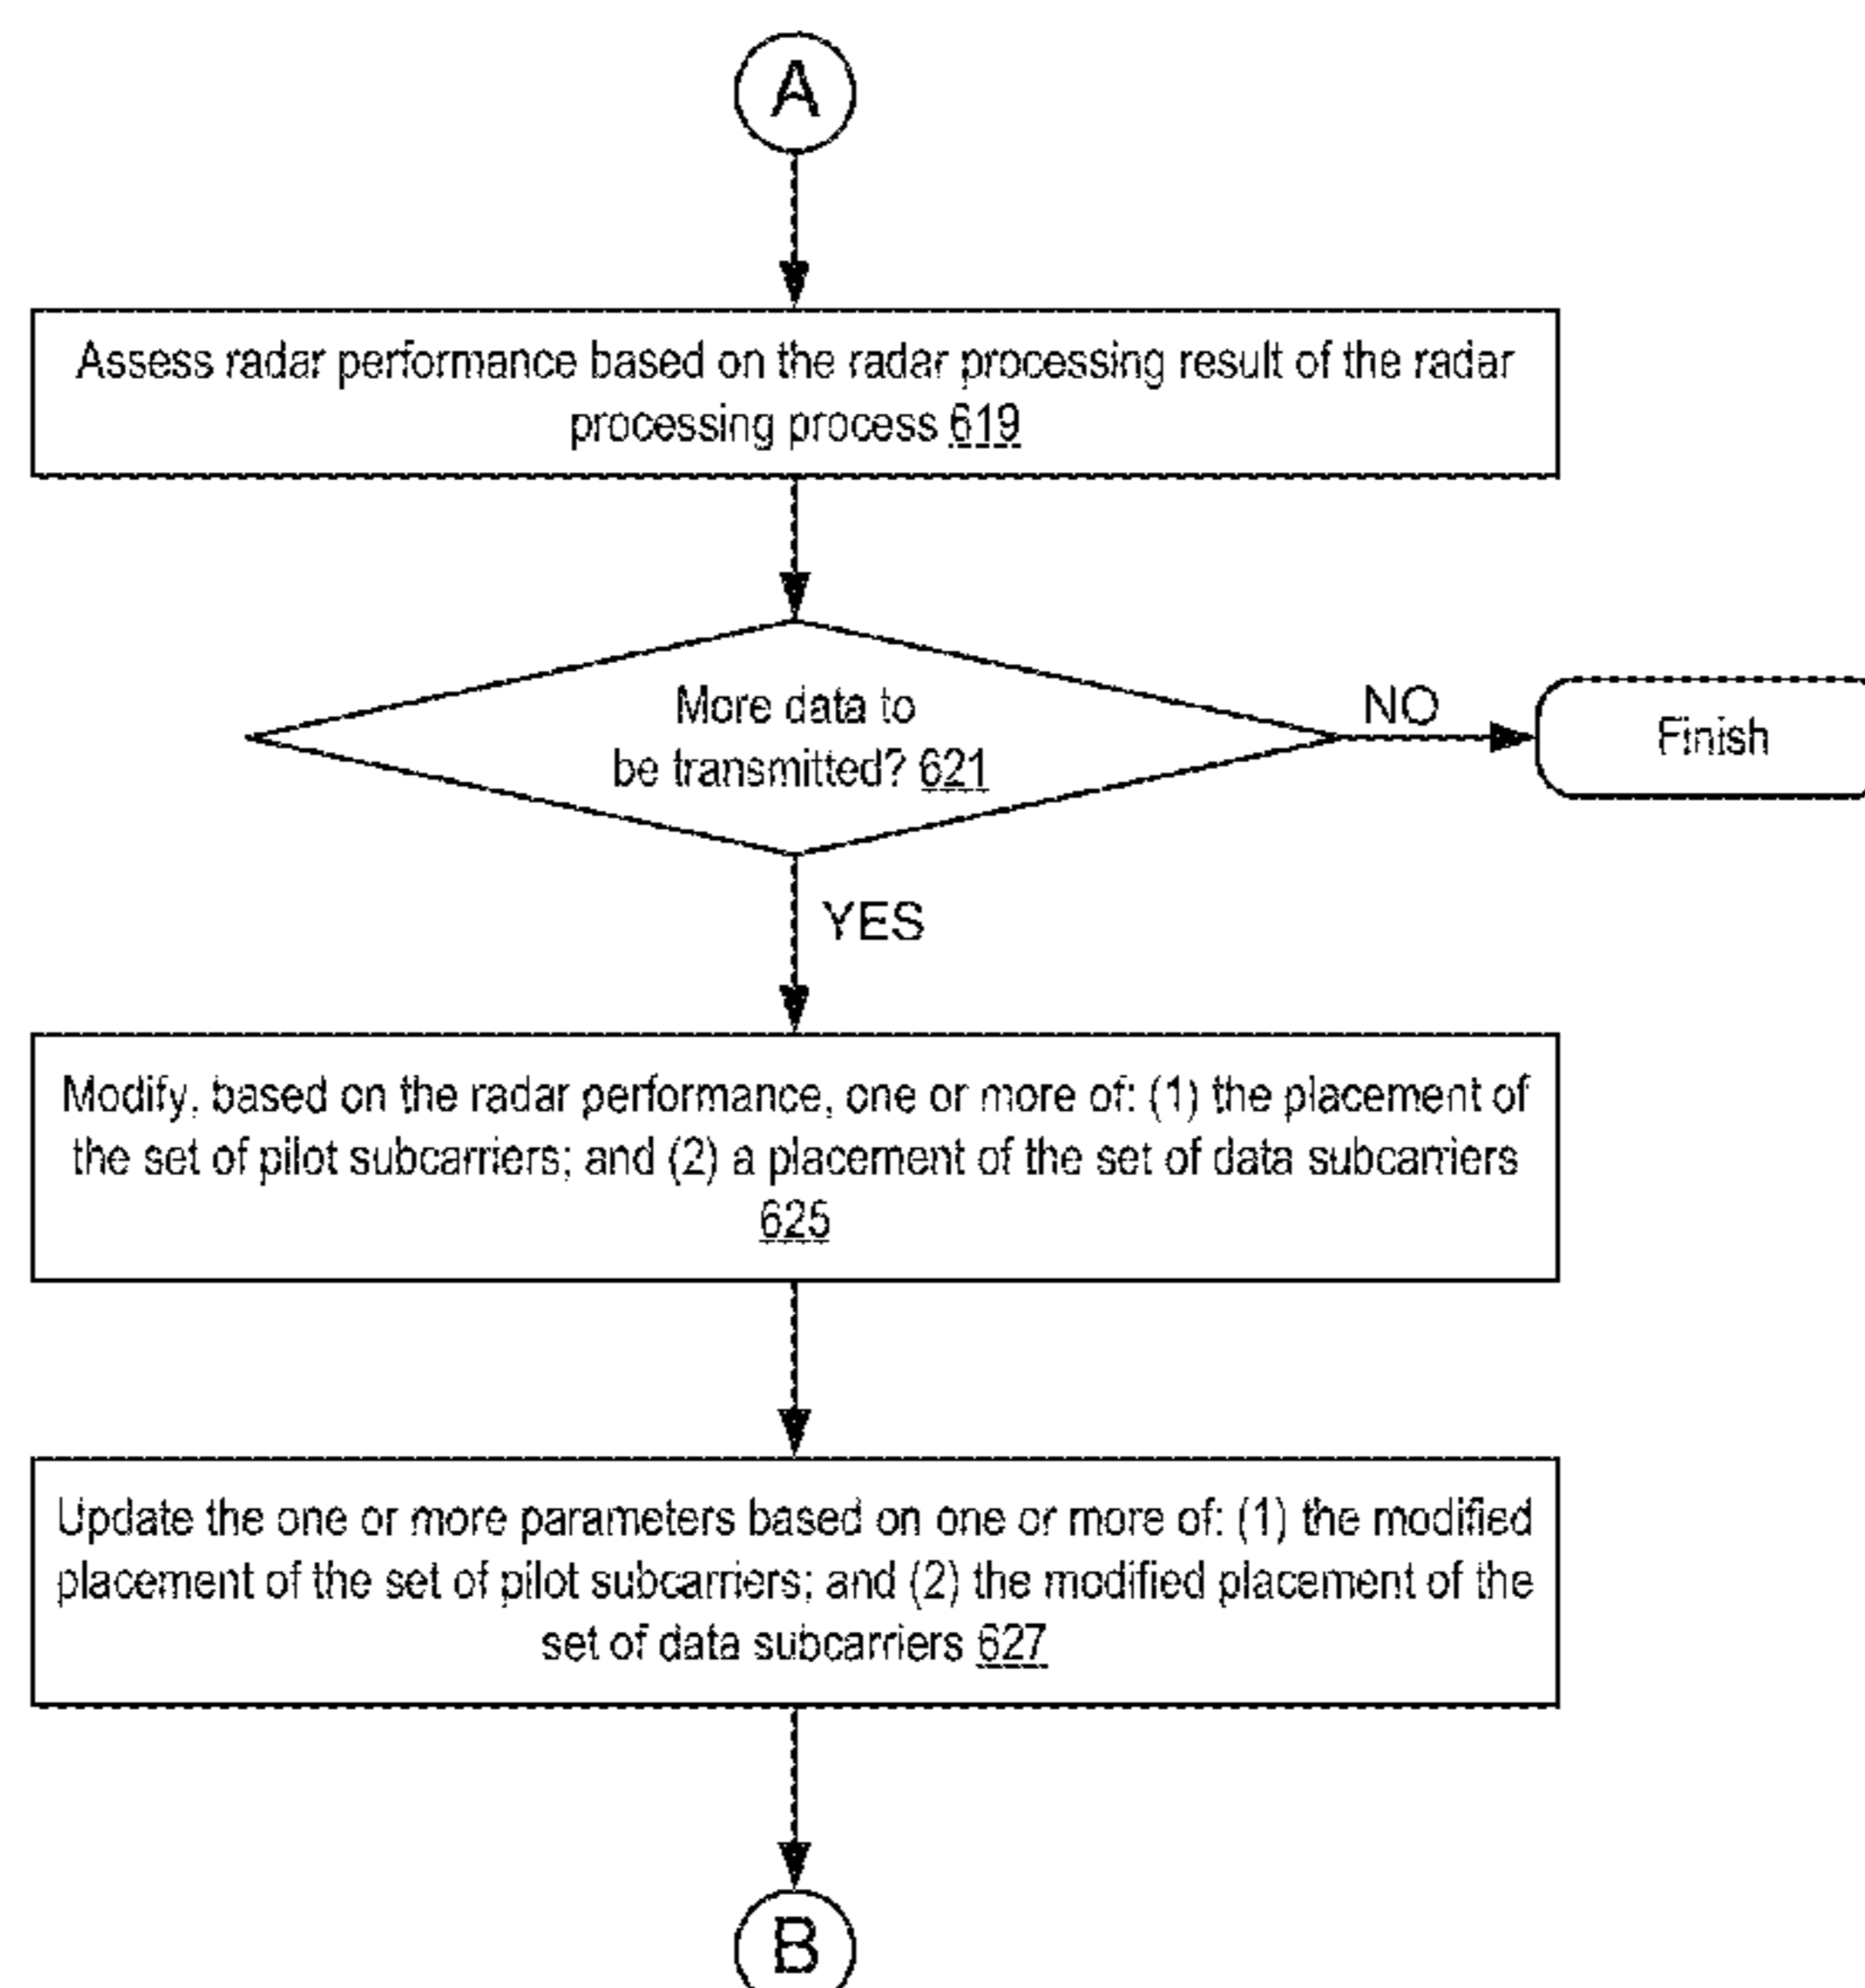 A
Assess radar performance based on the radar processing result of the radar
processing process 619
More data to
be transmitted? 621
NO
Finish
YES
Modify, based on the radar performance, one or more of: (1) the placement of
the set of pilot subcarriers; and (2) a placement of the set of data subcarriers
625
Update the one or more parameters based on one or more of: (1) the modified
placement of the set of pilot subcarriers; and (2) the modified placement of the
set of data subcarriers 627
B